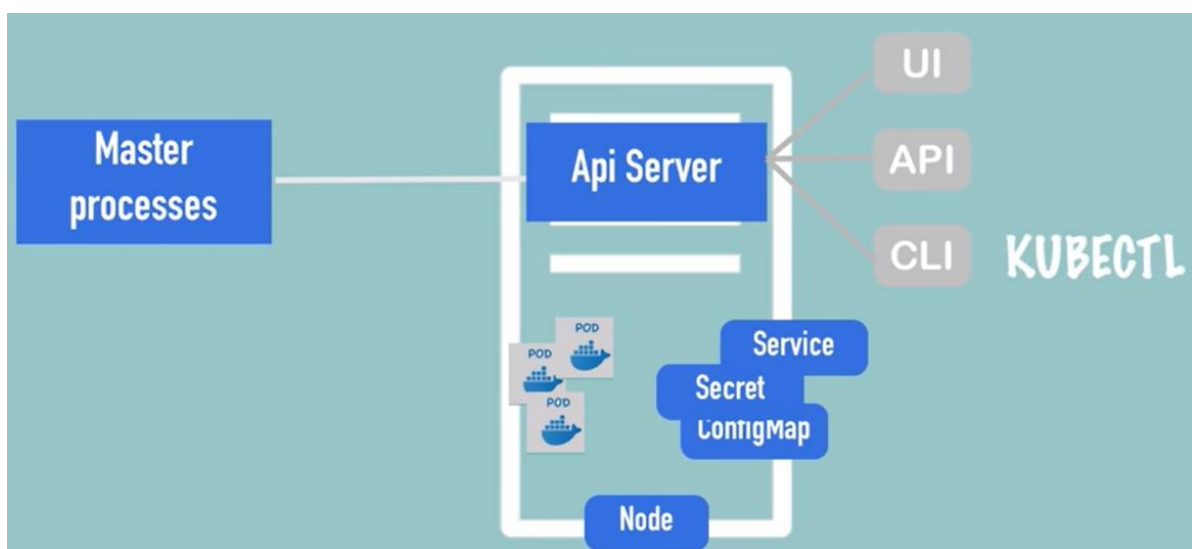 Master
processes
Api Server
UI
API
CLI
KUBECTL
POD
POD
POD
Service
Secret
ConfigMap
Node